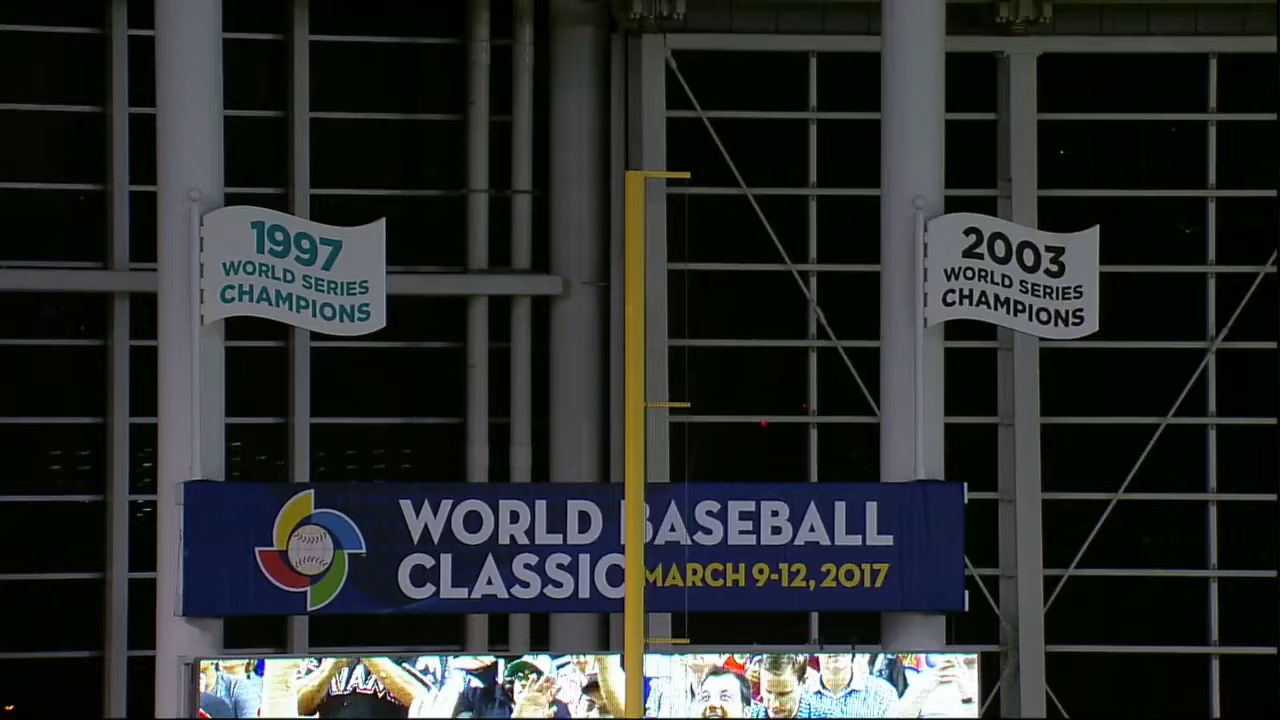 1997
WORLD SERIES
CHAMPIONS
2003
WORLD SERIES
CHAMPIONS
WORLD BASEBALL
CLASSIC MARCH 9-12, 2017